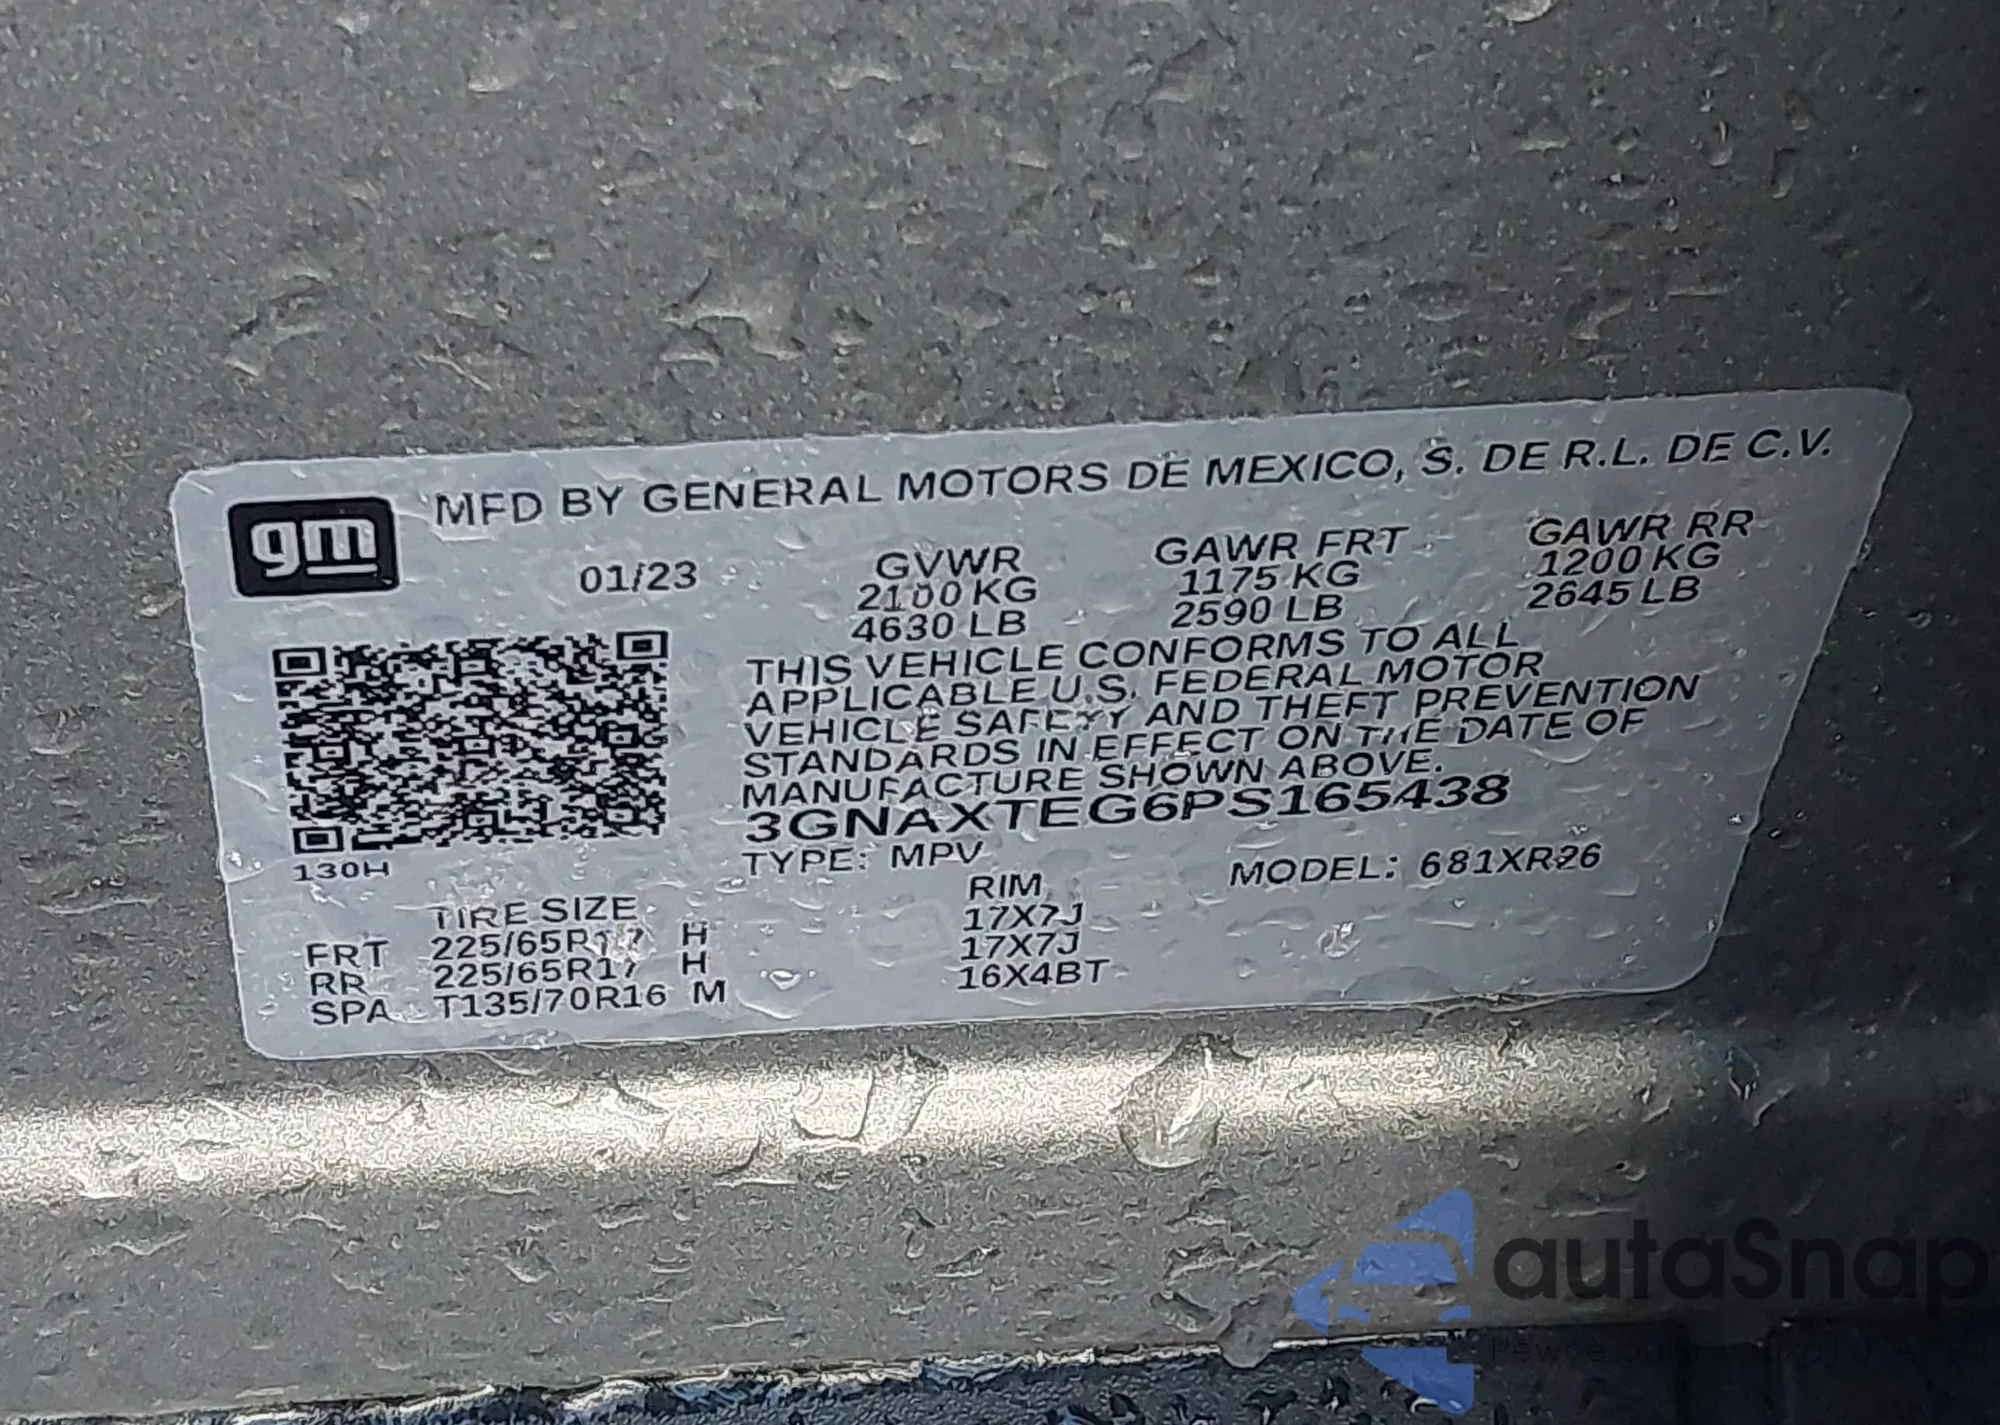 gm
MFD BY GENERAL MOTORS DE MEXICO, S. DE R.L. DE C.V.
01/23 GVWR GAWR FRT GAWR RR
2100 KG 1175 KG 1200 KG
4630 LB 2590 LB 2645 LB
THIS VEHICLE CONFORMS TO ALL
APPLICABLE U.S. FEDERAL MOTOR
VEHICLE SAFETY AND THEFT PREVENTION
STANDARDS IN EFFECT ON THE DATE OF
MANUFACTURE SHOWN ABOVE.
3GNAXTEG6PS165438
130H
TYPE: MPV MODEL: 681XR26
TIRE SIZE RIM
FRT 225/65R17 H 17X7J
RR 225/65R17 H 17X7J
SPA T135/70R16 M 16X4BT
autaSnap